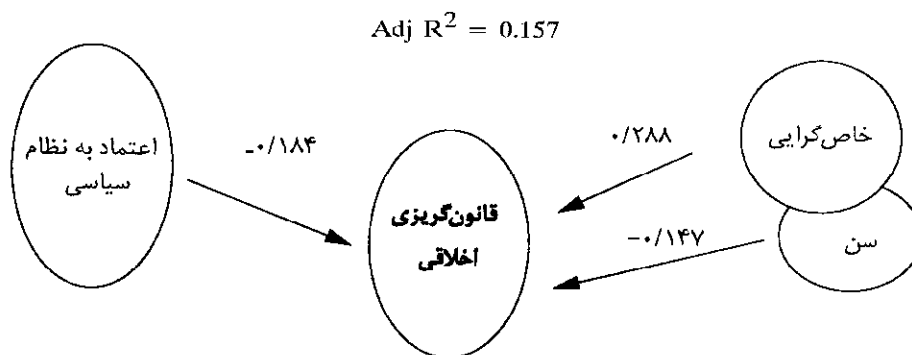 Adj R² = 0.157
خاص‌گرایی
۰/۲۸۸
-۰/۱۸۴
اعتماد به نظام
سیاسی
قانون‌گریزی
اخلاقی
-۰/۱۴۷
سن